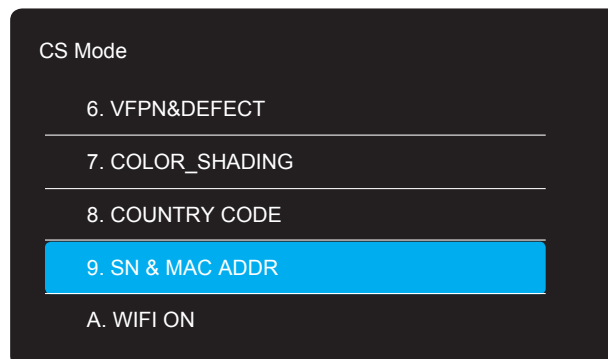 CS Mode
6. VFPN&DEFECT
7. COLOR_SHADING
8. COUNTRY CODE
9. SN & MAC ADDR
A. WIFI ON